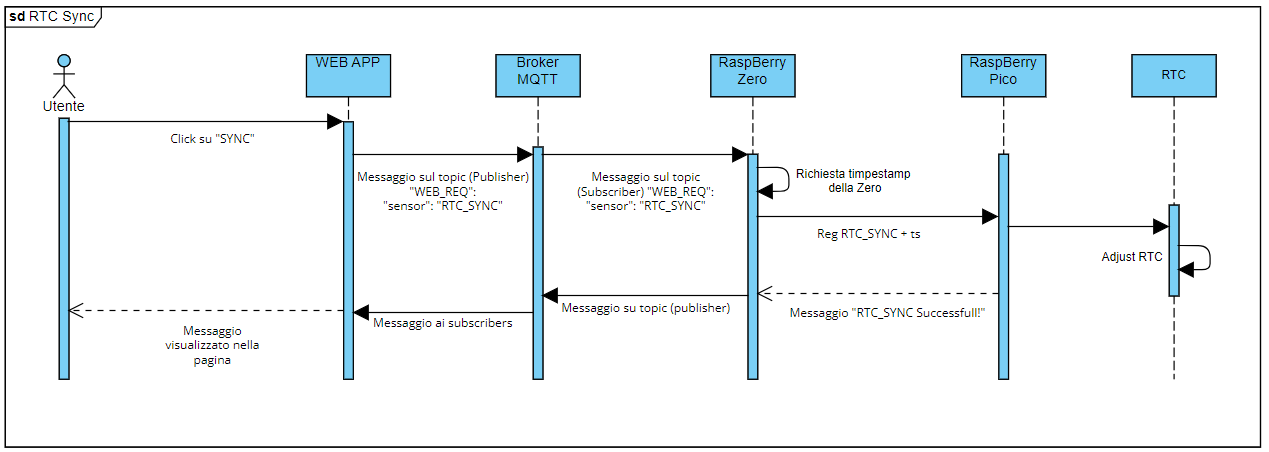 sd RTC Sync
Utente
WEB APP
Broker
MQTT
RaspBerry
Zero
RaspBerry
Pico
RTC
Click su "SYNC"
Messaggio sul topic (Publisher)
"WEB_REQ":
"sensor": "RTC_SYNC"
Messaggio sul topic
(Subscriber) "WEB_REQ":
"sensor": "RTC_SYNC"
Richiesta timpestamp
della Zero
Reg RTC_SYNC + ts
Adjust RTC
Messaggio "RTC_SYNC Successfull!"
Messaggio su topic (publisher)
Messaggio ai subscribers
Messaggio
visualizzato nella
pagina